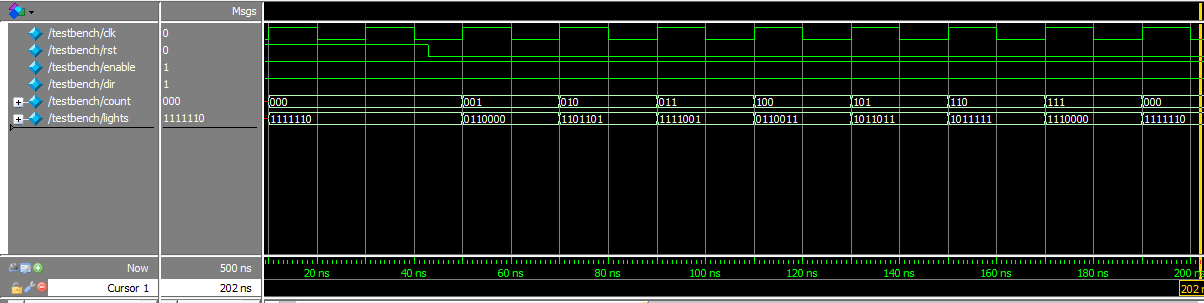 Msgs
/testbench/clk 0
/testbench/rst 0
/testbench/enable 1
/testbench/dir 1
/testbench/count 000 000 001 010 011 100 101 110 111 000
/testbench/lights 1111110 1111110 0110000 1101101 1111001 0110011 1011011 1011111 1110000 1111110
Now 500 ns 20 ns 40 ns 60 ns 80 ns 100 ns 120 ns 140 ns 160 ns 180 ns 200 ns
Cursor 1 202 ns 202 n